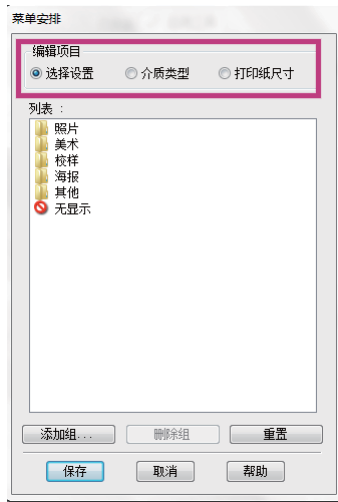 菜单安排
编辑项目
选择设置 介质类型 打印纸尺寸
列表 :
照片
美术
校样
海报
其他
无显示
添加组... 删除组 重置
保存 取消 帮助